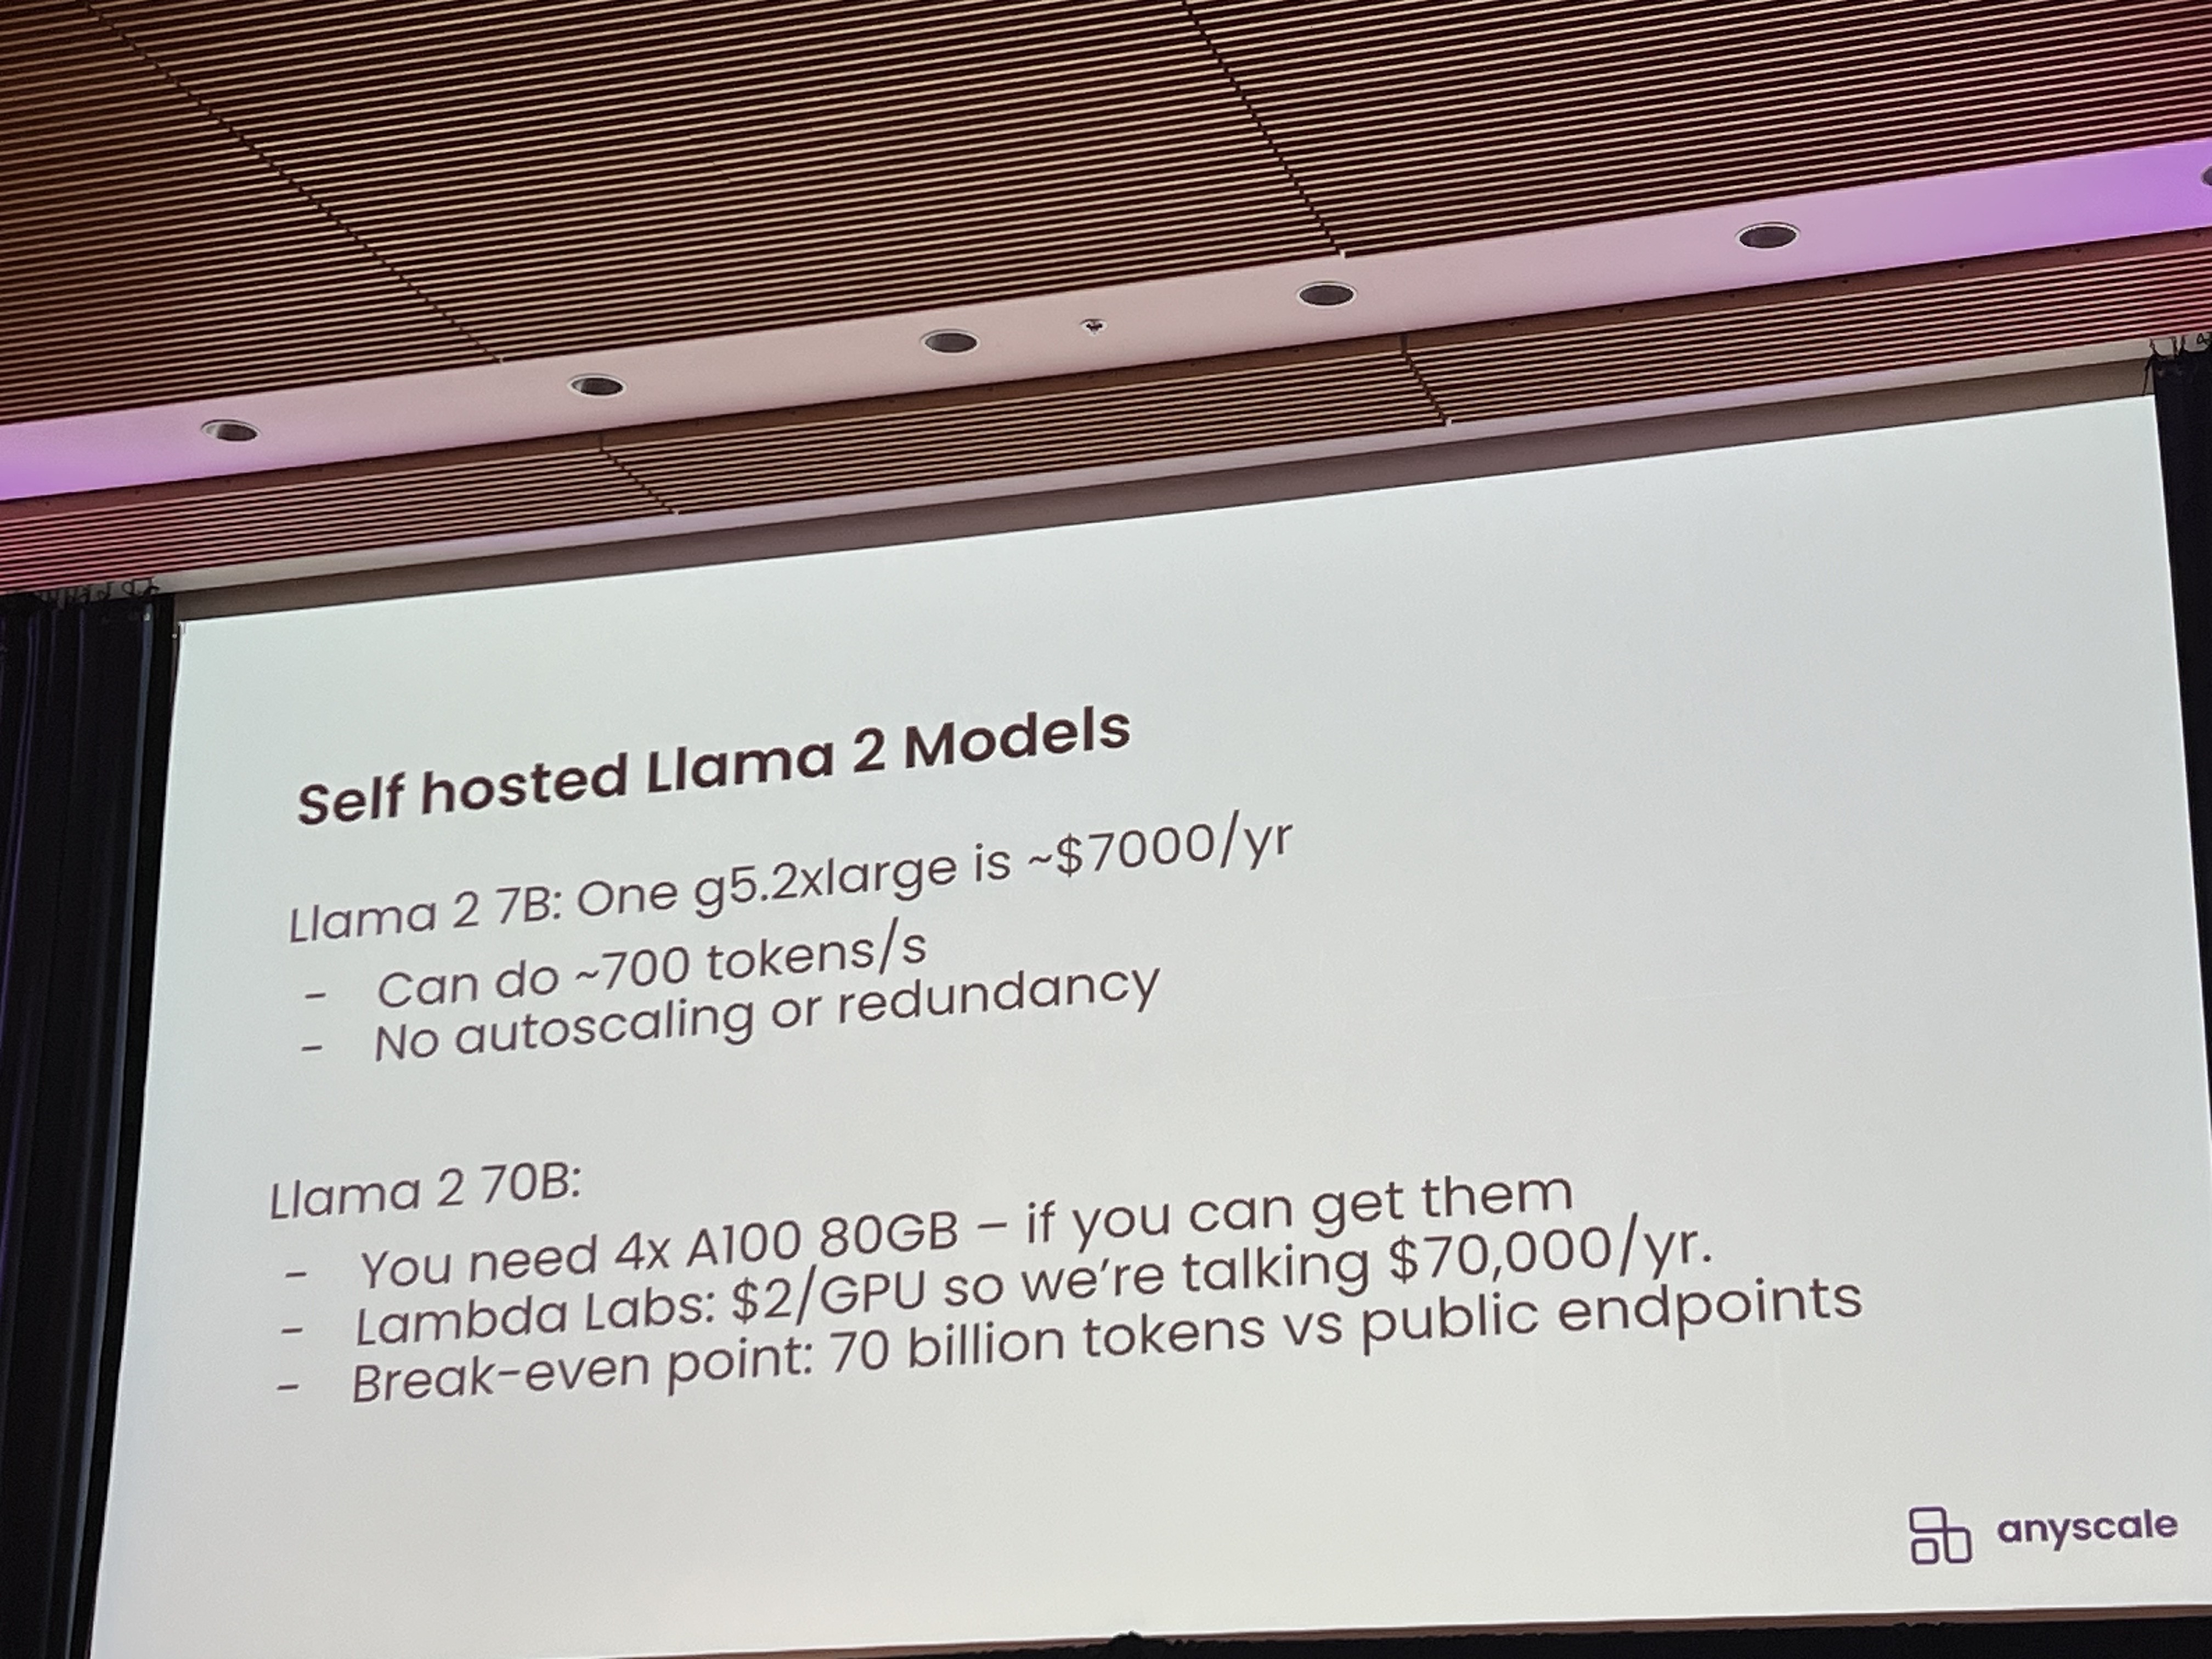 Self hosted Llama 2 Models
Llama 2 7B: One g5.2xlarge is ~$7000/yr
- Can do ~700 tokens/s
- No autoscaling or redundancy
Llama 2 70B:
- You need 4x A100 80GB – if you can get them
- Lambda Labs: $2/GPU so we're talking $70,000/yr.
- Break-even point: 70 billion tokens vs public endpoints
anyscale